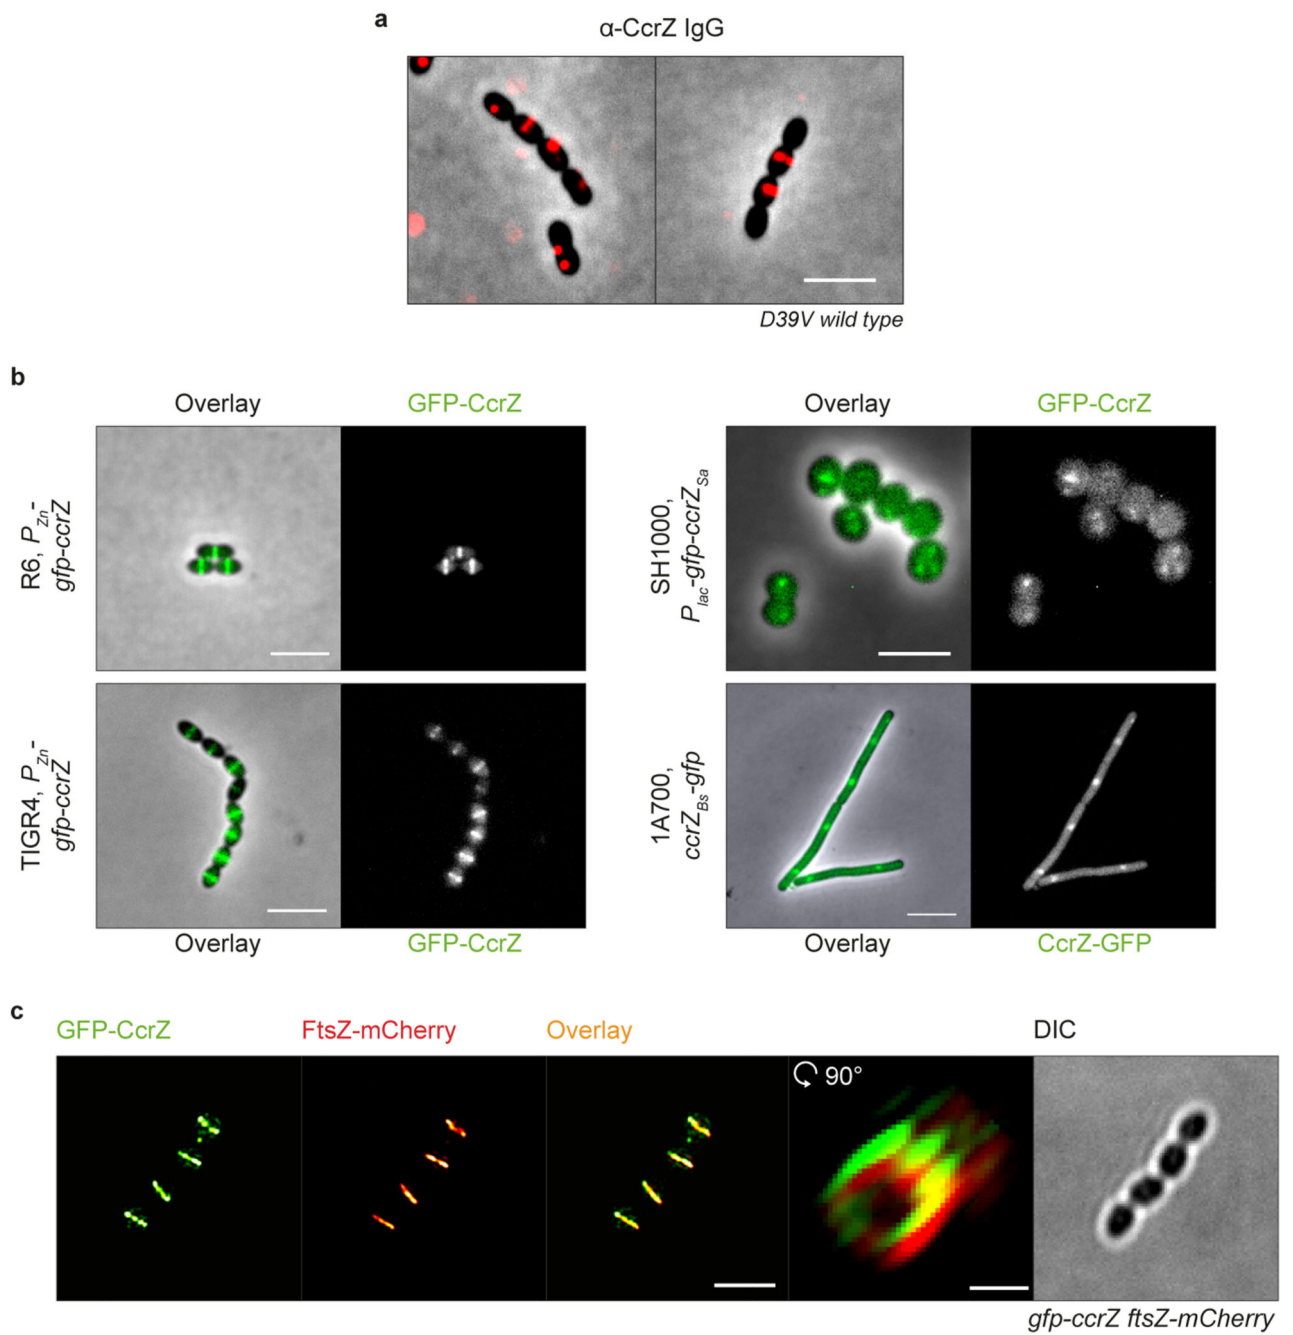 a
α-CcrZ IgG
D39V wild type
b
Overlay
GFP-CcrZ
Overlay
GFP-CcrZ
R6, PZn-
gfp-ccrZ
SH1000,
Plac-gfp-ccrZSa
TIGR4, PZn-
gfp-ccrZ
1A700,
ccrZBs-gfp
Overlay
GFP-CcrZ
Overlay
CcrZ-GFP
c
GFP-CcrZ
FtsZ-mCherry
Overlay
DIC
90°
gfp-ccrZ ftsZ-mCherry